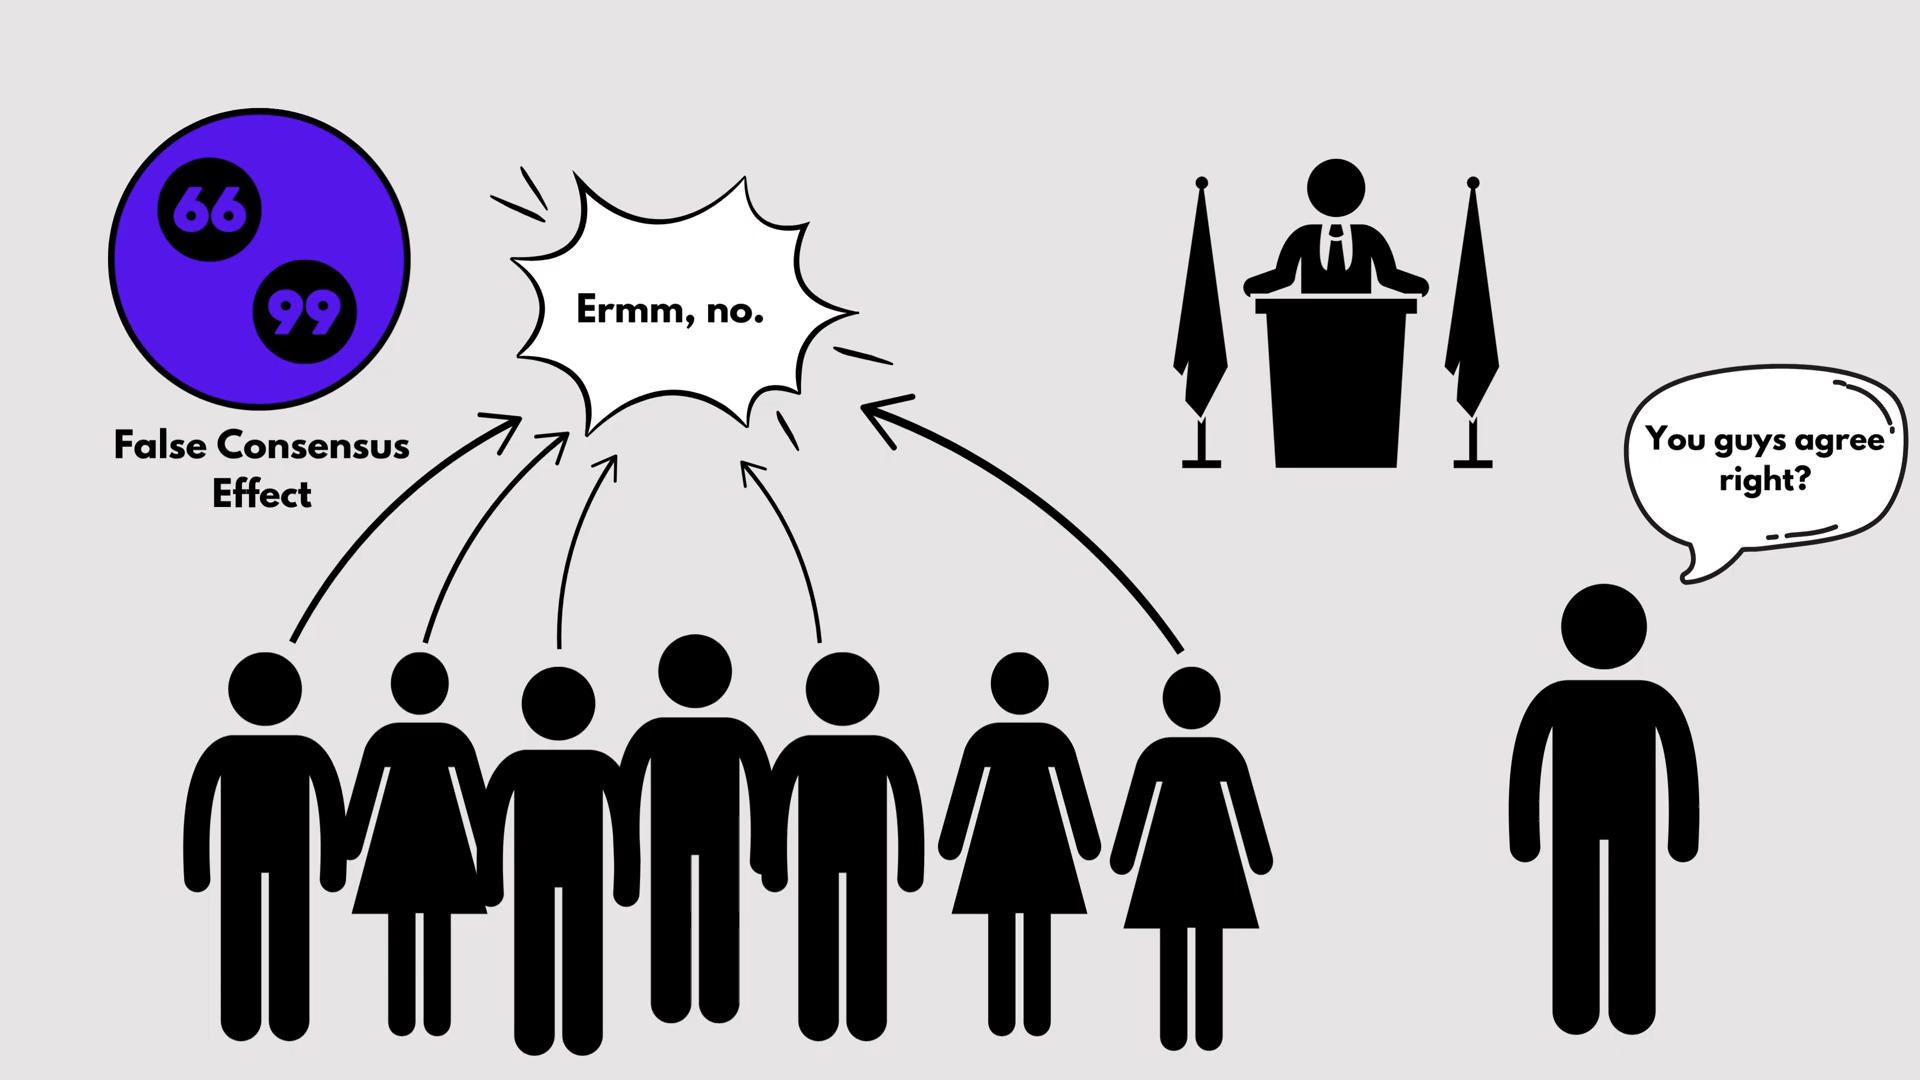 66
99
False Consensus
Effect
Ermm, no.
You guys agree
right?